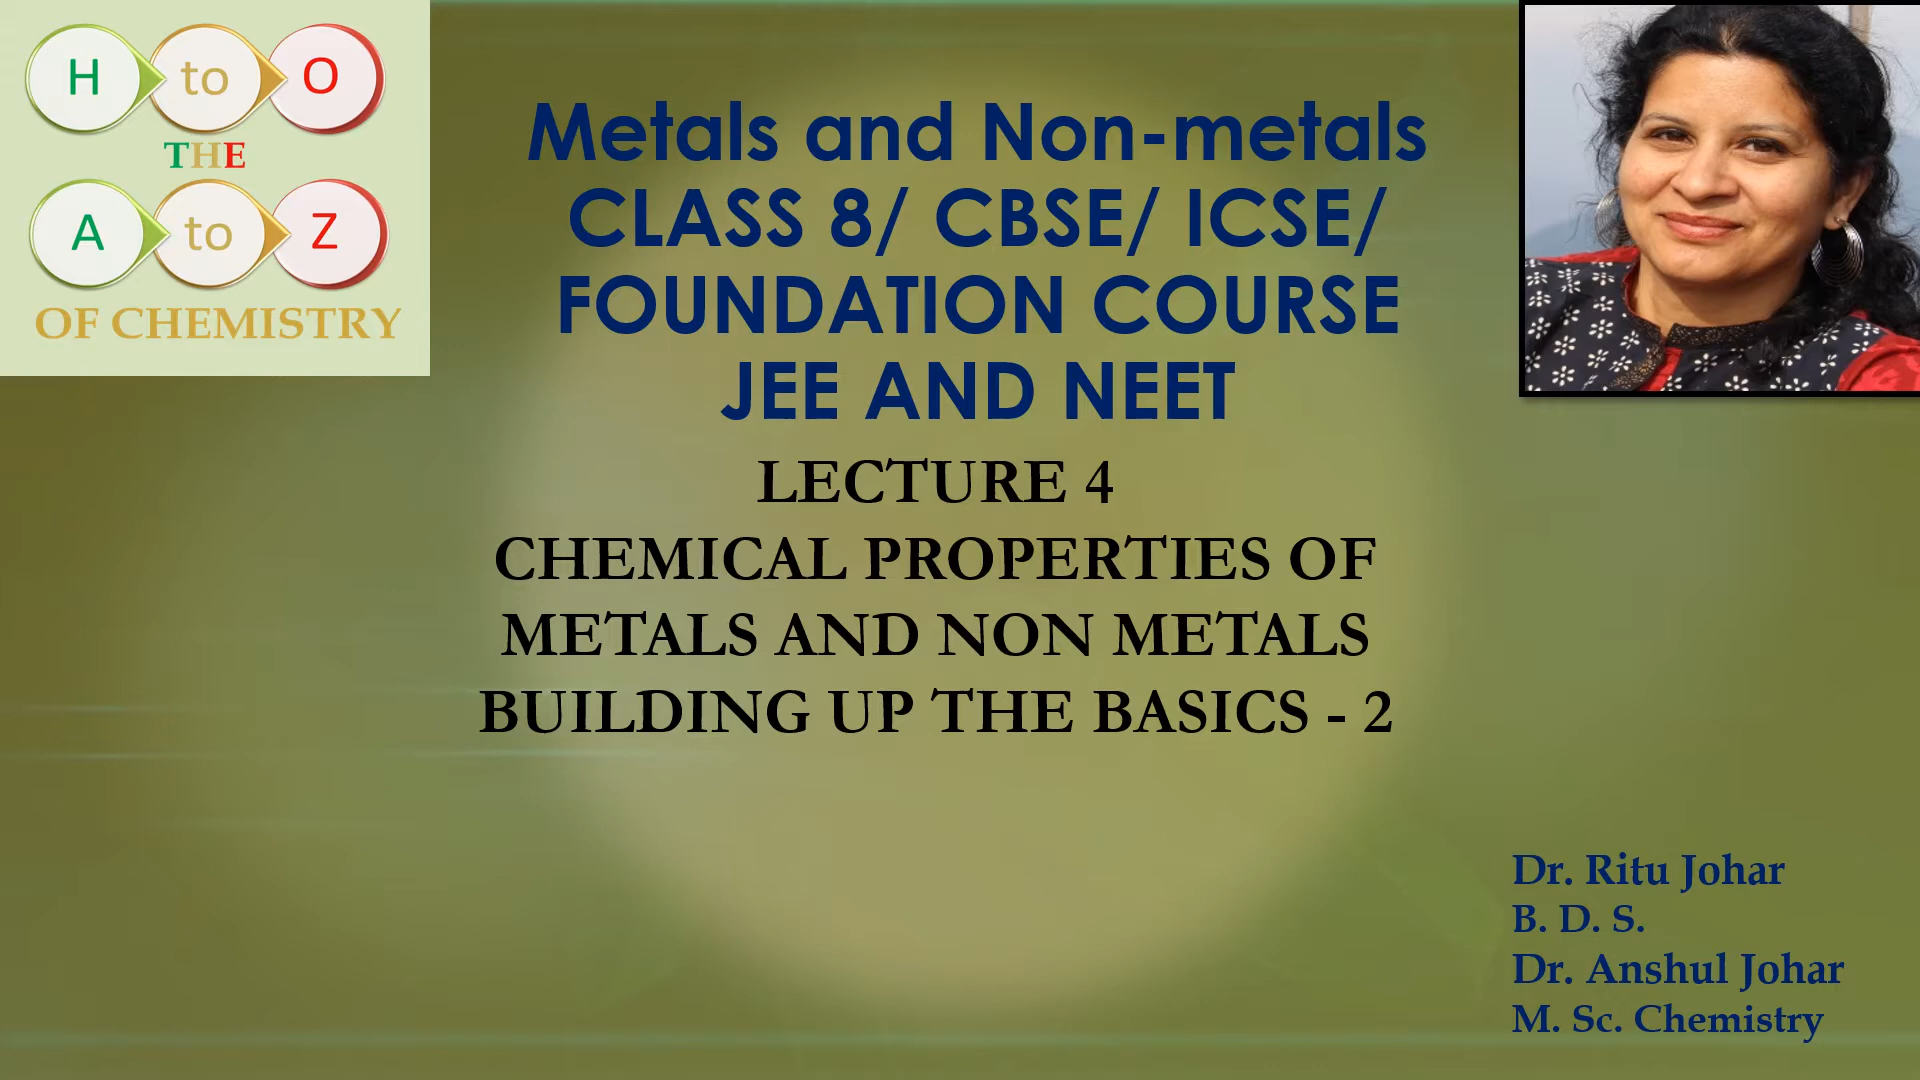 H to O
THE
A to Z
OF CHEMISTRY
Metals and Non-metals
CLASS 8/ CBSE/ ICSE/
FOUNDATION COURSE
JEE AND NEET
LECTURE 4
CHEMICAL PROPERTIES OF
METALS AND NON METALS
BUILDING UP THE BASICS - 2
Dr. Ritu Johar
B. D. S.
Dr. Anshul Johar
M. Sc. Chemistry